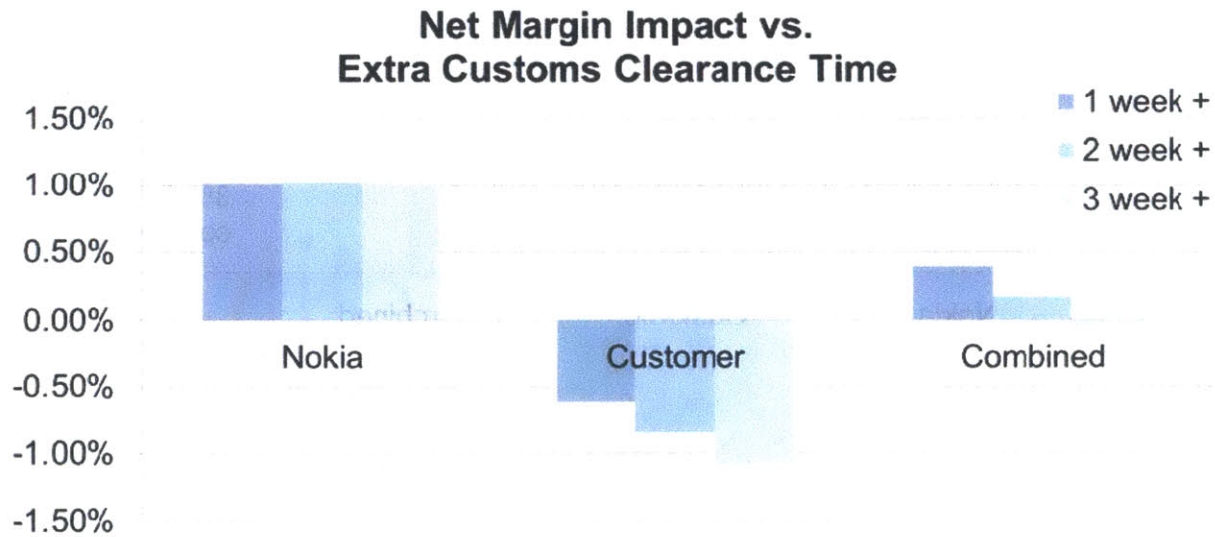 Net Margin Impact vs.
Extra Customs Clearance Time
1 week +
2 week +
3 week +
1.50%
1.00%
0.50%
0.00%
-0.50%
-1.00%
-1.50%
Nokia
Customer
Combined